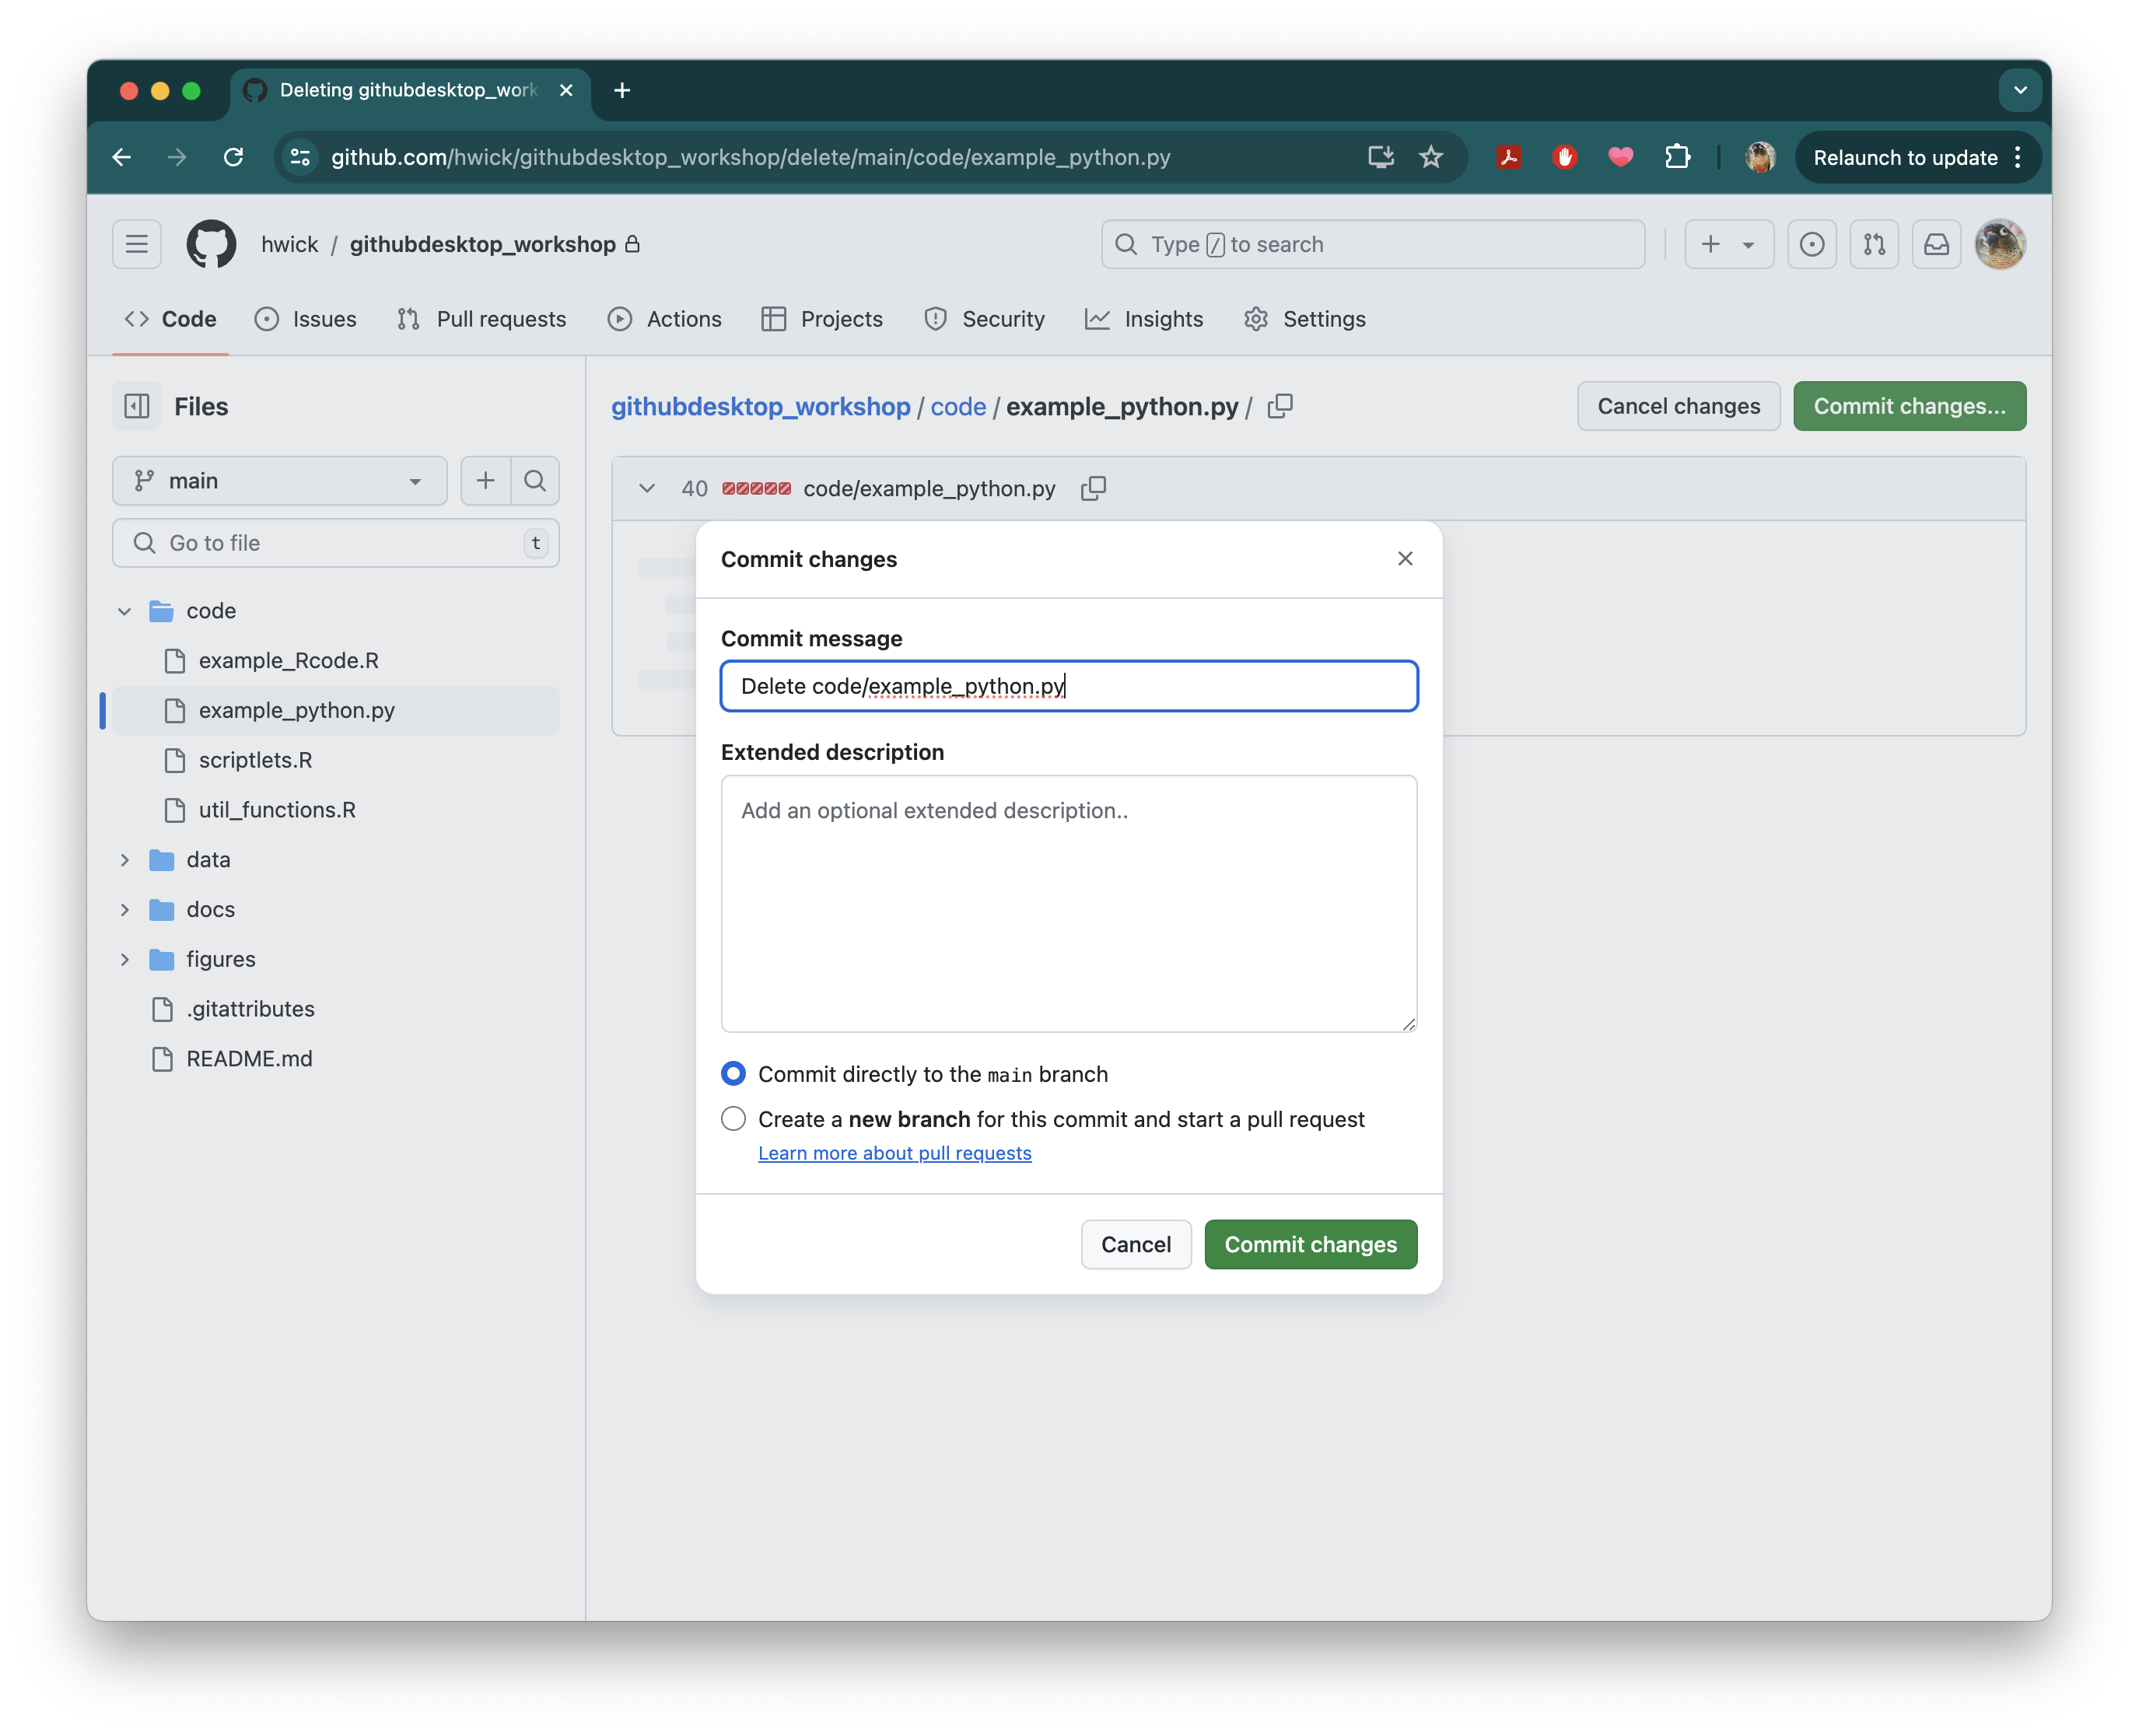 Deleting githubdesktop_work
github.com/hwick/githubdesktop_workshop/delete/main/code/example_python.py
Relaunch to update
hwick / githubdesktop_workshop
Type / to search
Code Issues Pull requests Actions Projects Security Insights Settings
Files
githubdesktop_workshop / code / example_python.py /
Cancel changes
Commit changes...
main
40 code/example_python.py
Go to file
t
Commit changes
Commit message
Delete code/example_python.py
Extended description
Add an optional extended description..
Commit directly to the main branch
Create a new branch for this commit and start a pull request
Learn more about pull requests
Cancel
Commit changes
code
example_Rcode.R
example_python.py
scriptlets.R
util_functions.R
data
docs
figures
.gitattributes
README.md